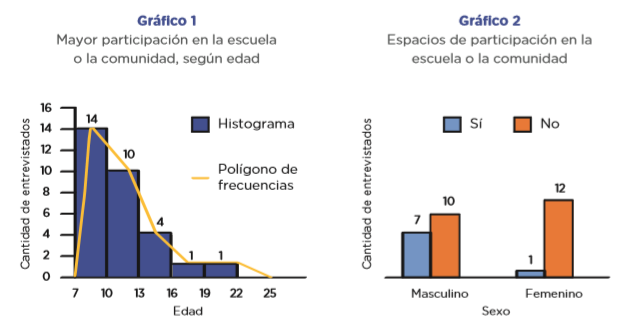 Gráfico 1
Mayor participación en la escuela
o la comunidad, según edad
Cantidad de entrevistados
16
14
12
10
8
6
4
2
0
14
10
4
1
1
Histograma
Polígono de
frecuencias
7 10 13 16 19 22 25
Edad
Gráfico 2
Espacios de participación en la
escuela o la comunidad
Cantidad de entrevistados
Sí No
7
10
1
12
Masculino Femenino
Sexo